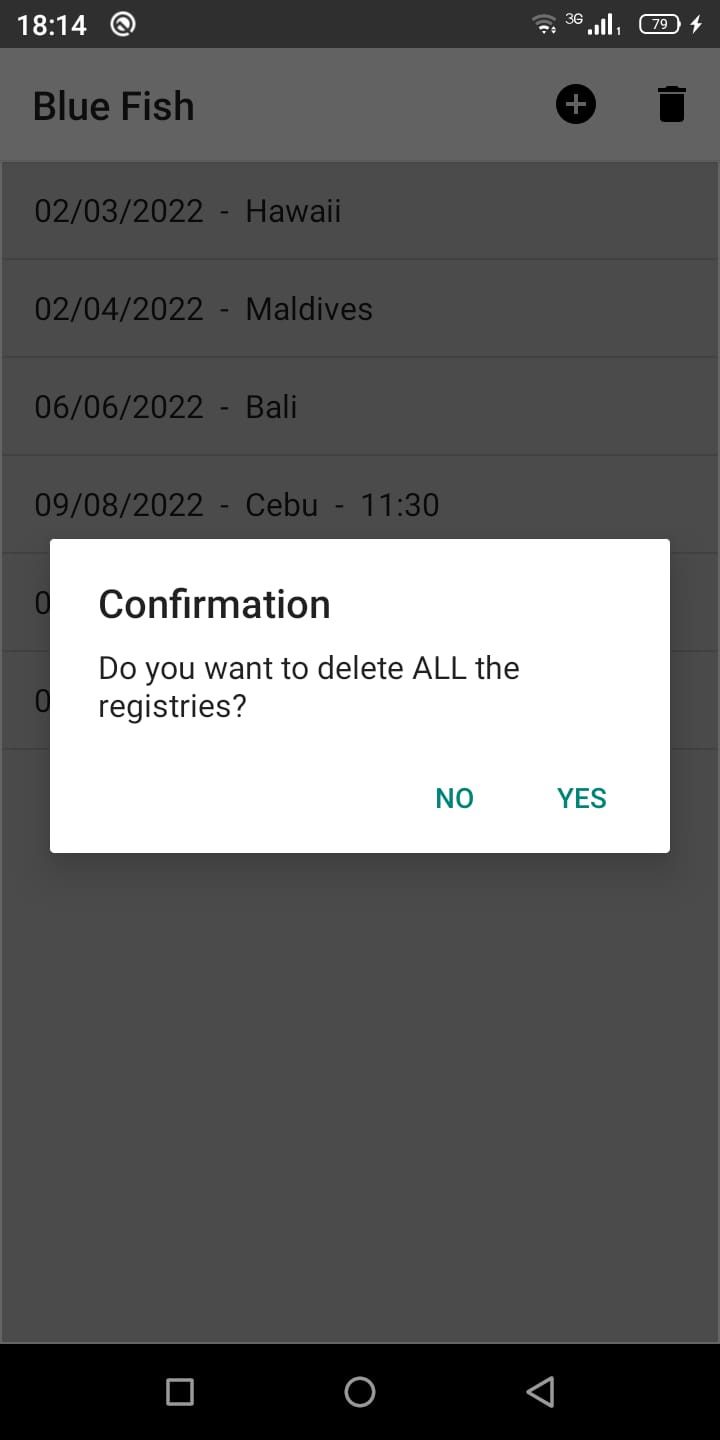 18:14 3G 1 79
Blue Fish
02/03/2022 - Hawaii
02/04/2022 - Maldives
06/06/2022 - Bali
09/08/2022 - Cebu - 11:30
0
0
Confirmation
Do you want to delete ALL the
registries?
NO YES